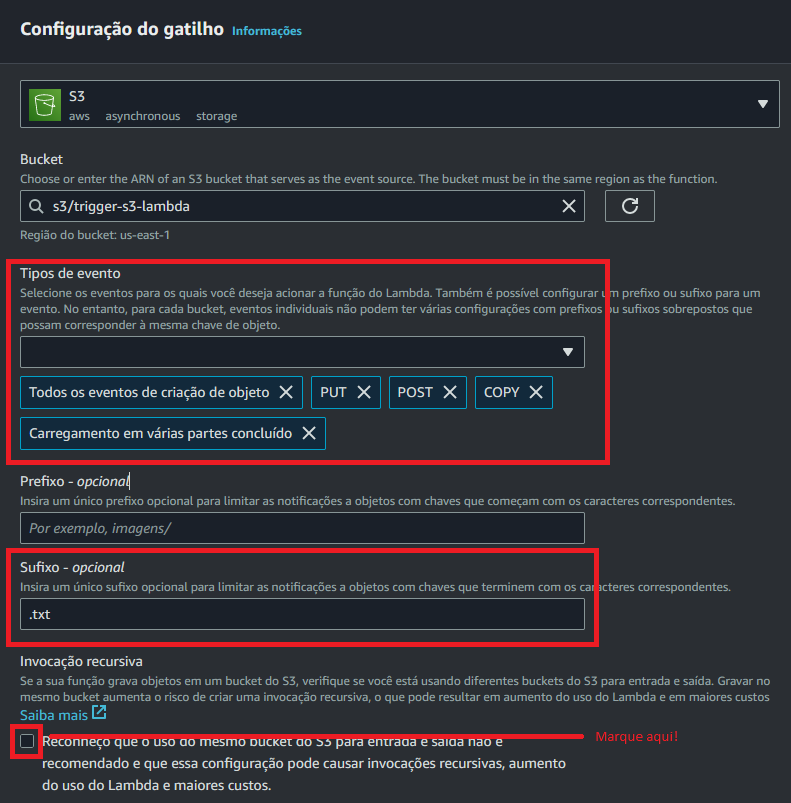 Configuração do gatilho Informações
S3
aws asynchronous storage
Bucket
Choose or enter the ARN of an S3 bucket that serves as the event source. The bucket must be in the same region as the function.
s3/trigger-s3-lambda
Região do bucket: us-east-1
Tipos de evento
Selecione os eventos para os quais você deseja acionar a função do Lambda. Também é possível configurar um prefixo ou sufixo para um
evento. No entanto, para cada bucket, eventos individuais não podem ter várias configurações com prefixos ou sufixos sobrepostos que
possam corresponder à mesma chave de objeto.
Todos os eventos de criação de objeto PUT POST COPY
Carregamento em várias partes concluído
Prefixo - opcional
Insira um único prefixo opcional para limitar as notificações a objetos com chaves que começam com os caracteres correspondentes.
Por exemplo, imagens/
Sufixo - opcional
Insira um único sufixo opcional para limitar as notificações a objetos com chaves que terminem com os caracteres correspondentes.
.txt
Invocação recursiva
Se a sua função grava objetos em um bucket do S3, verifique se você está usando diferentes buckets do S3 para entrada e saída. Gravar no
mesmo bucket aumenta o risco de criar uma invocação recursiva, o que pode resultar em aumento do uso do Lambda e em maiores custos
Saiba mais
Marque aqui!
Reconheço que o uso do mesmo bucket do S3 para entrada e saída não é
recomendado e que essa configuração pode causar invocações recursivas, aumento
do uso do Lambda e maiores custos.